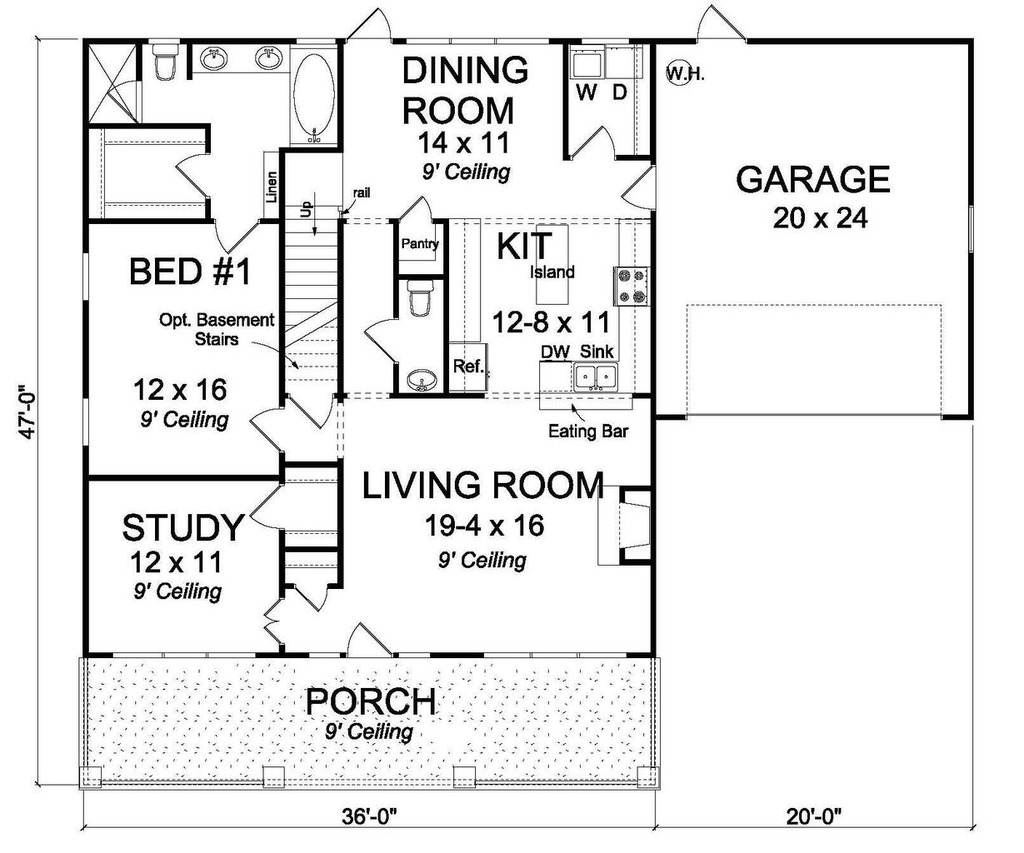 DINING
ROOM
14 x 11
9' Ceiling
W D
W.H.
GARAGE
20 x 24
Linen
Up
rail
Pantry
KIT
Island
12-8 x 11
DW Sink
Ref.
Eating Bar
BED #1
Opt. Basement
Stairs
12 x 16
9' Ceiling
47'-0"
LIVING ROOM
19-4 x 16
9' Ceiling
STUDY
12 x 11
9' Ceiling
PORCH
9' Ceiling
36'-0"
20'-0"